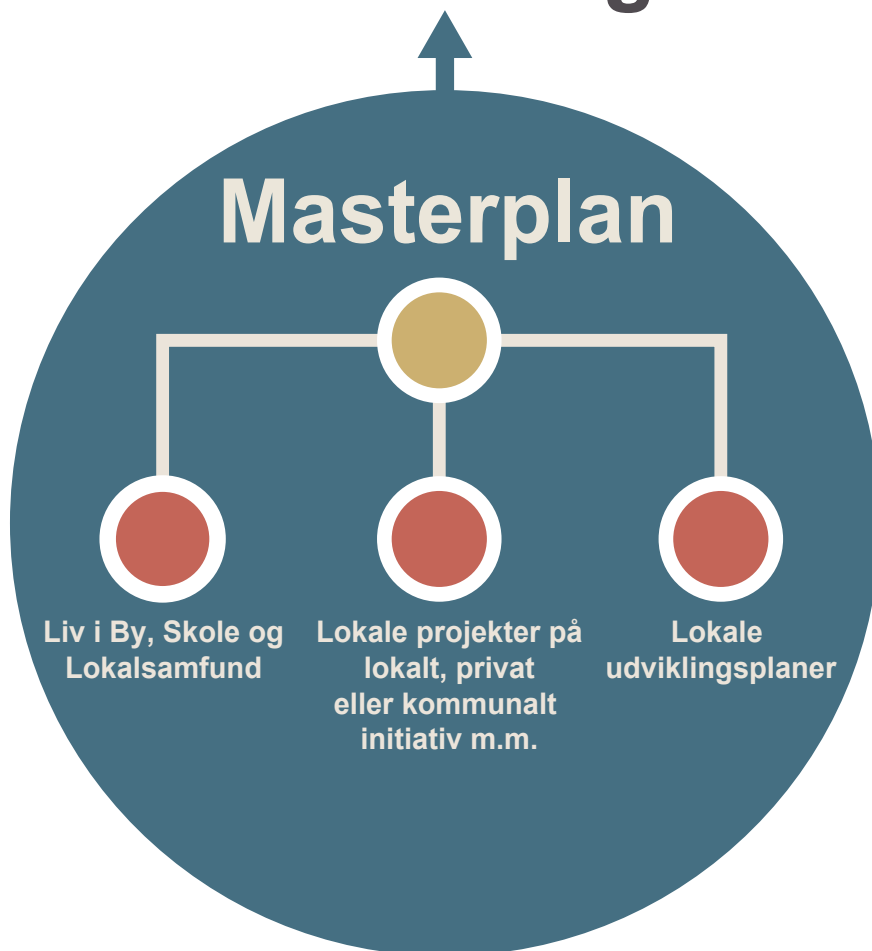 Masterplan
Liv i By, Skole og
Lokalsamfund
Lokale projekter på
lokalt, privat
eller kommunalt
initiativ m.m.
Lokale
udviklingsplaner